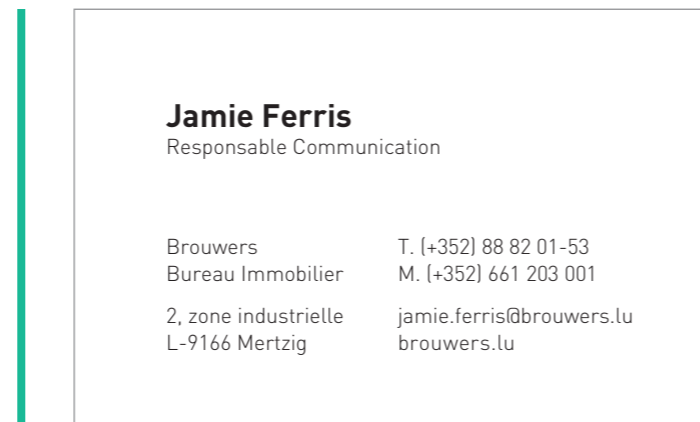 Jamie Ferris
Responsable Communication
Brouwers
Bureau Immobilier
2, zone industrielle
L-9166 Mertzig
T. (+352) 88 82 01-53
M. (+352) 661 203 001
jamie.ferris@brouwers.lu
brouwers.lu